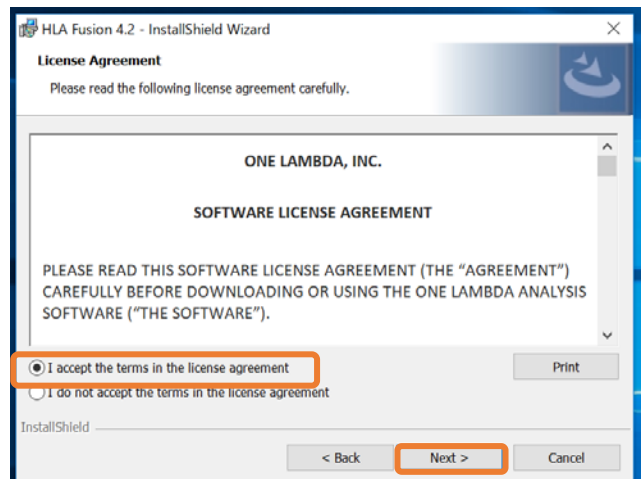 HLA Fusion 4.2 - InstallShield Wizard
License Agreement
Please read the following license agreement carefully.
ONE LAMBDA, INC.
SOFTWARE LICENSE AGREEMENT
PLEASE READ THIS SOFTWARE LICENSE AGREEMENT (THE “AGREEMENT”)
CAREFULLY BEFORE DOWNLOADING OR USING THE ONE LAMBDA ANALYSIS
SOFTWARE (“THE SOFTWARE”).
I accept the terms in the license agreement
Print
I do not accept the terms in the license agreement
InstallShield
< Back Next > Cancel